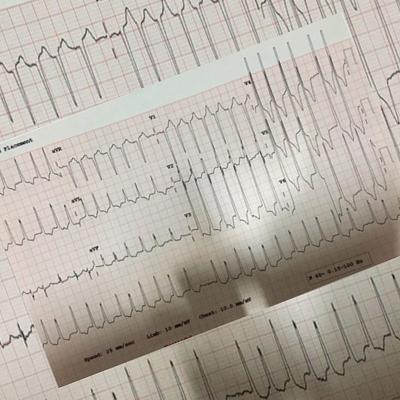 Placement
aVR
V1
V4
aVL
V2
V5
aVF
V3
V6
Speed: 25 mm/sec Limb: 10 mm/mV Chest: 10.0 mm/mV
60~ 0.15-100 Hz